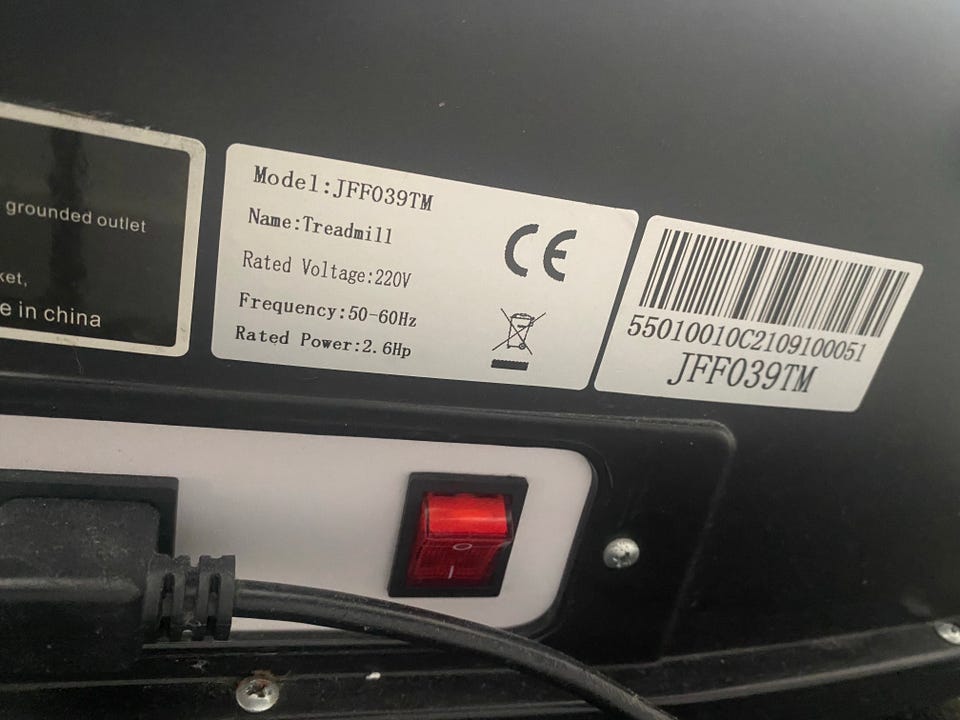 grounded outlet
ket,
e in china
Model:JFF039TM
Name:Treadmill
Rated Voltage:220V
Frequency:50-60Hz
Rated Power:2.6Hp
CE
55010010C2109100051
JFF039TM
O
I